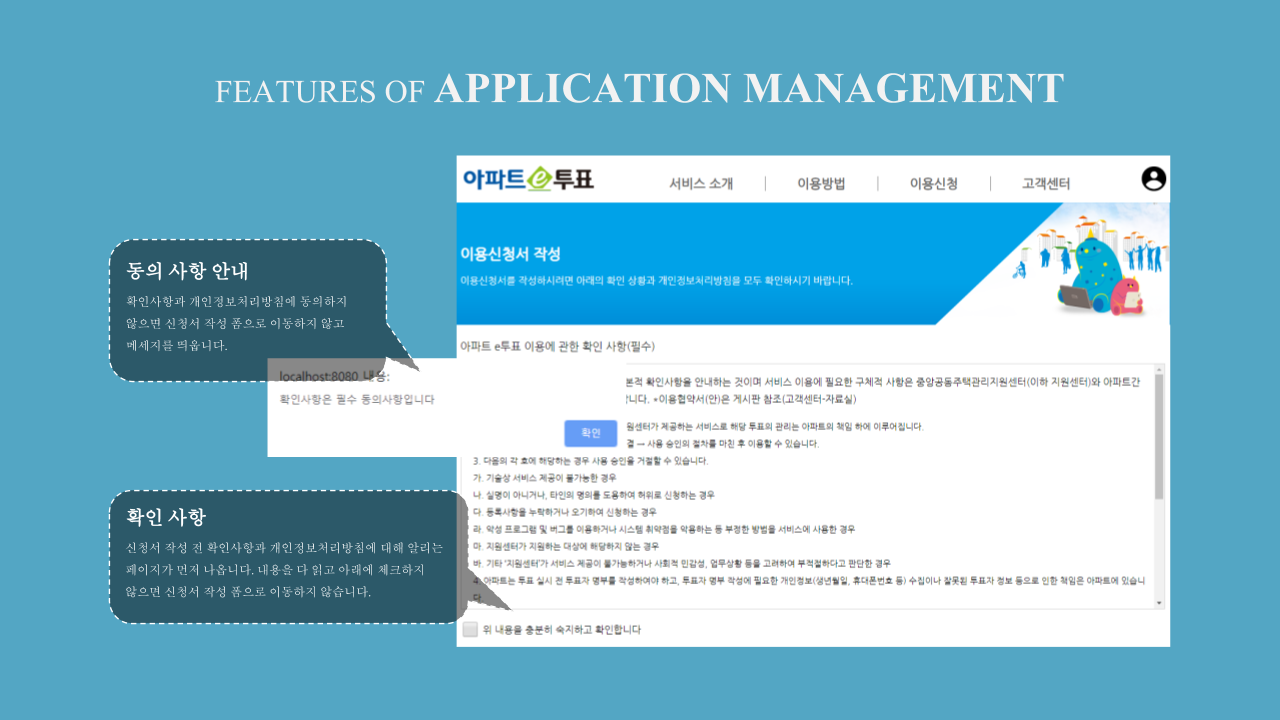 FEATURES OF APPLICATION MANAGEMENT
아파트e투표
서비스 소개
이용방법
이용신청
고객센터
이용신청서 작성
이용신청서를 작성하시려면 아래의 확인 상황과 개인정보처리방침을 모두 확인하시기 바랍니다.
동의 사항 안내
확인사항과 개인정보처리방침에 동의하지
않으면 신청서 작성 폼으로 이동하지 않고
메세지를 띄웁니다.
localhost:8080 내용:
확인사항은 필수 동의사항입니다
확인
아파트 e투표 이용에 관한 확인 사항(필수)
확인사항을 안내하는 것이며 서비스 이용에 필요한 구체적 사항은 중앙공동주택관리지원센터(이하 지원센터)와 아파트간
니다. *이용협약서(안)은 게시판 참조(고객센터-자료실)
원센터가 제공하는 서비스로 해당 투표의 관리는 아파트의 책임 하에 이루어집니다.
결 → 사용 승인의 절차를 마친 후 이용할 수 있습니다.
3. 다음의 각 호에 해당하는 경우 사용 승인을 거절할 수 있습니다.
가. 기술상 서비스 제공이 불가능한 경우
나. 실명이 아니거나, 타인의 명의를 도용하여 허위로 신청하는 경우
다. 등록사항을 누락하거나 오기하여 신청하는 경우
라. 악성 프로그램 및 버그를 이용하거나 시스템 취약점을 악용하는 등 부정한 방법을 서비스에 사용한 경우
마. 지원센터가 지원하는 대상에 해당하지 않는 경우
바. 기타 '지원센터'가 서비스 제공이 불가능하거나 사회적 민감성, 업무상황 등을 고려하여 부적절하다고 판단한 경우
4. 아파트는 투표 실시 전 투표자 명부를 작성하여야 하고, 투표자 명부 작성에 필요한 개인정보(생년월일, 휴대폰번호 등) 수집이나 잘못된 투표자 정보 등으로 인한 책임은 아파트에 있습니
다.
위 내용을 충분히 숙지하고 확인합니다
확인 사항
신청서 작성 전 확인사항과 개인정보처리방침에 대해 알리는
페이지가 먼저 나옵니다. 내용을 다 읽고 아래에 체크하지
않으면 신청서 작성 폼으로 이동하지 않습니다.